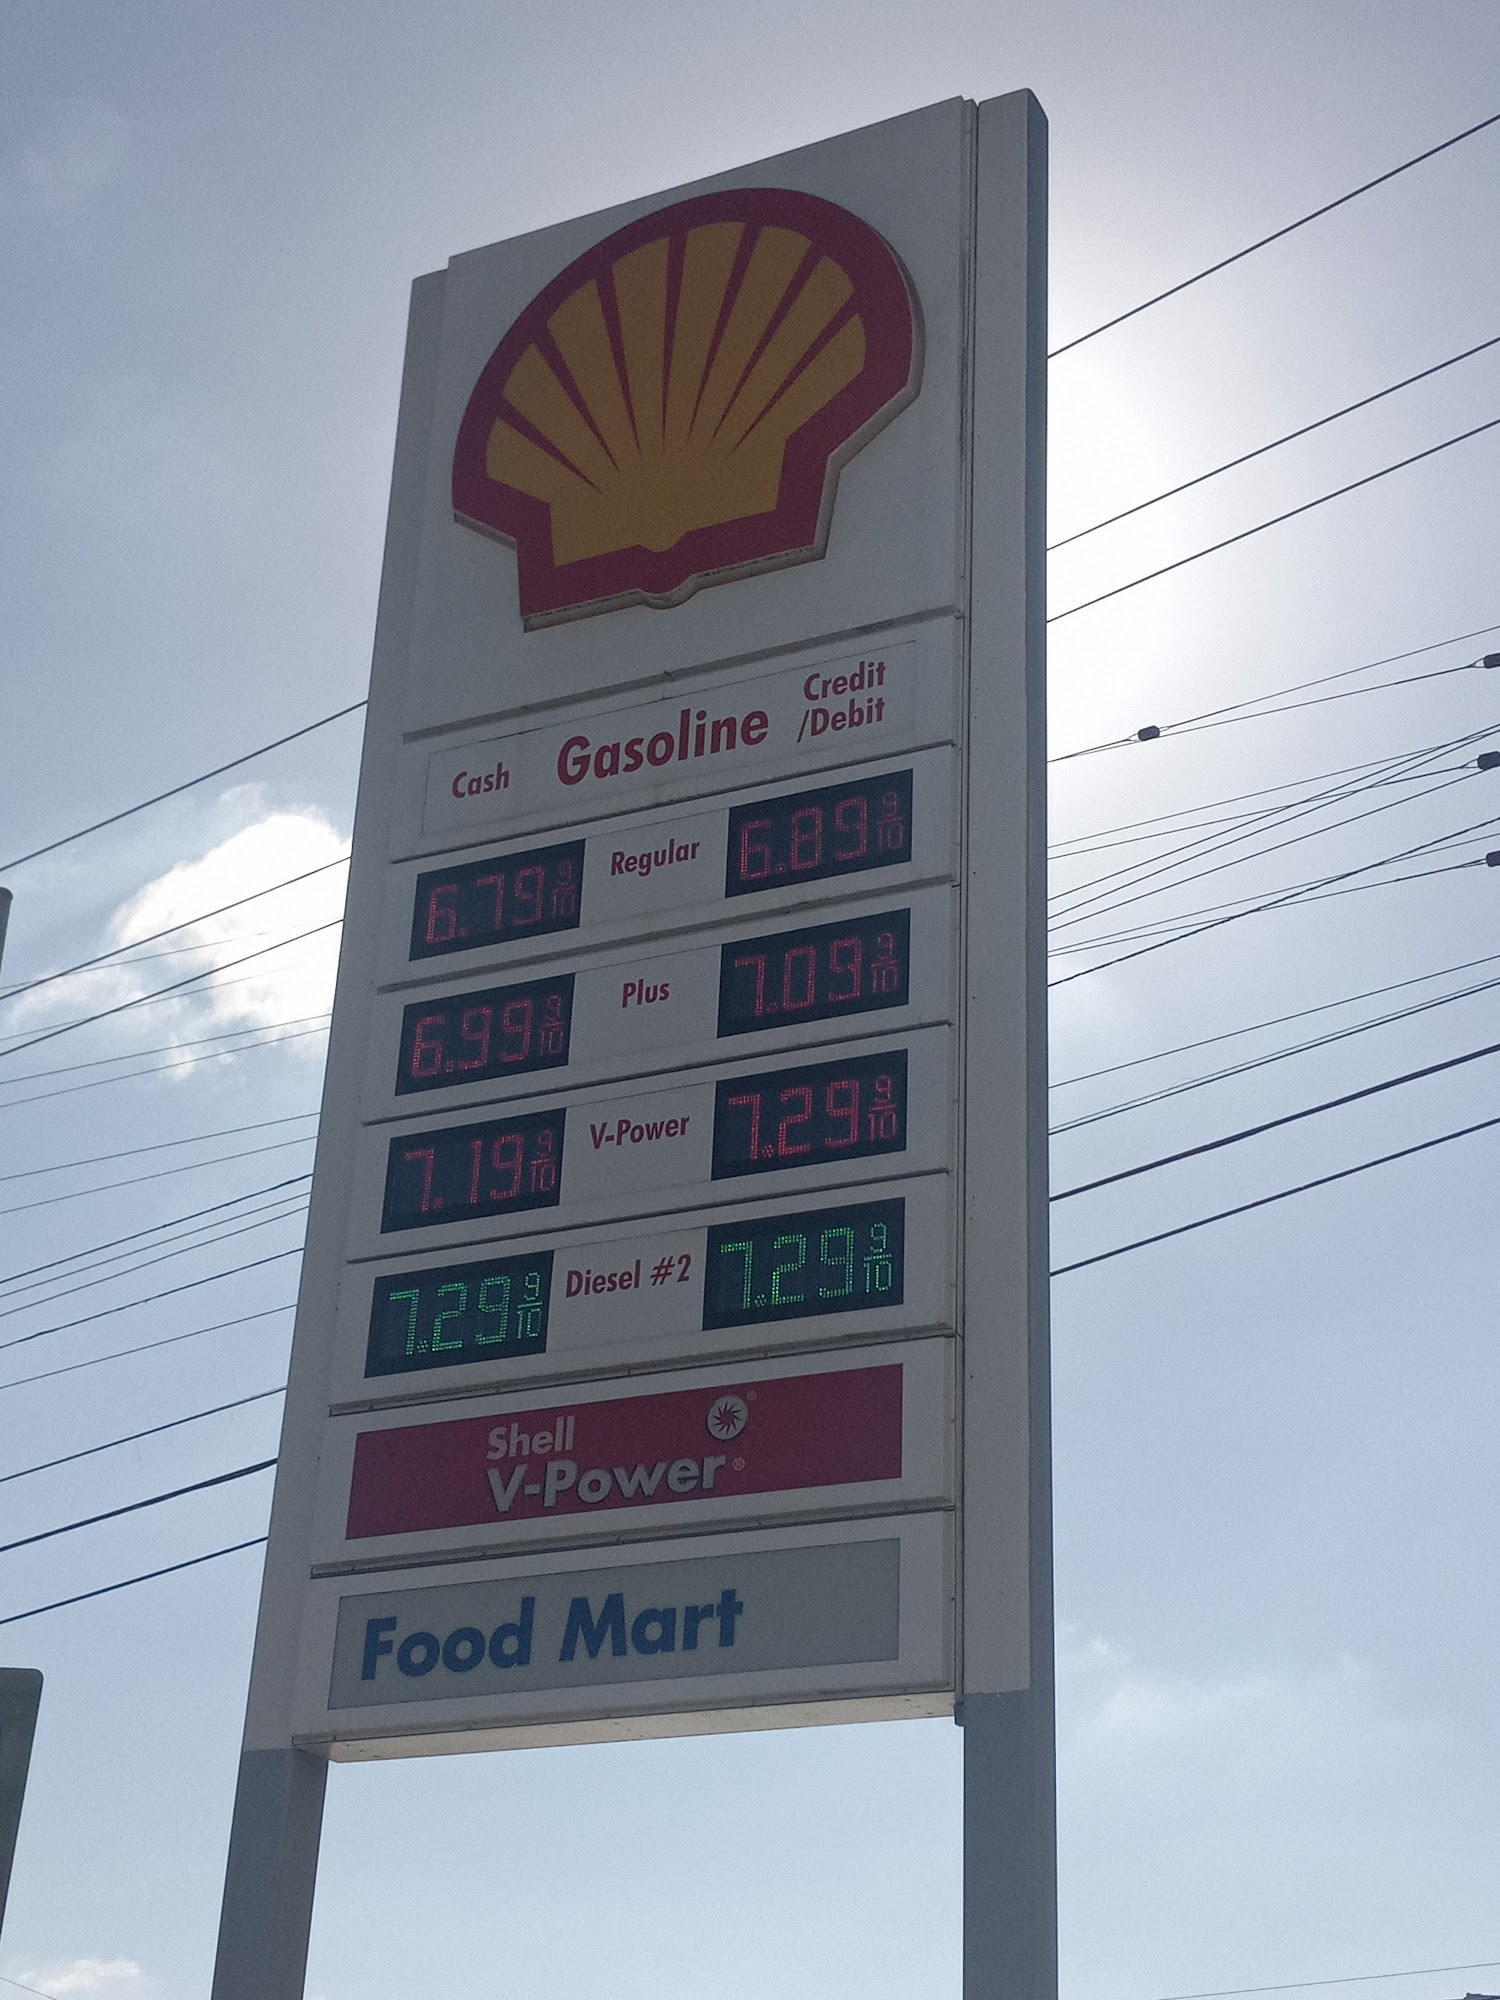 Cash Gasoline Credit
/Debit
6.79 9/10 Regular 6.89 9/10
6.99 9/10 Plus 7.09 9/10
7.19 9/10 V-Power 7.29 9/10
7.29 9/10 Diesel #2 7.29 9/10
Shell
V-Power®
Food Mart